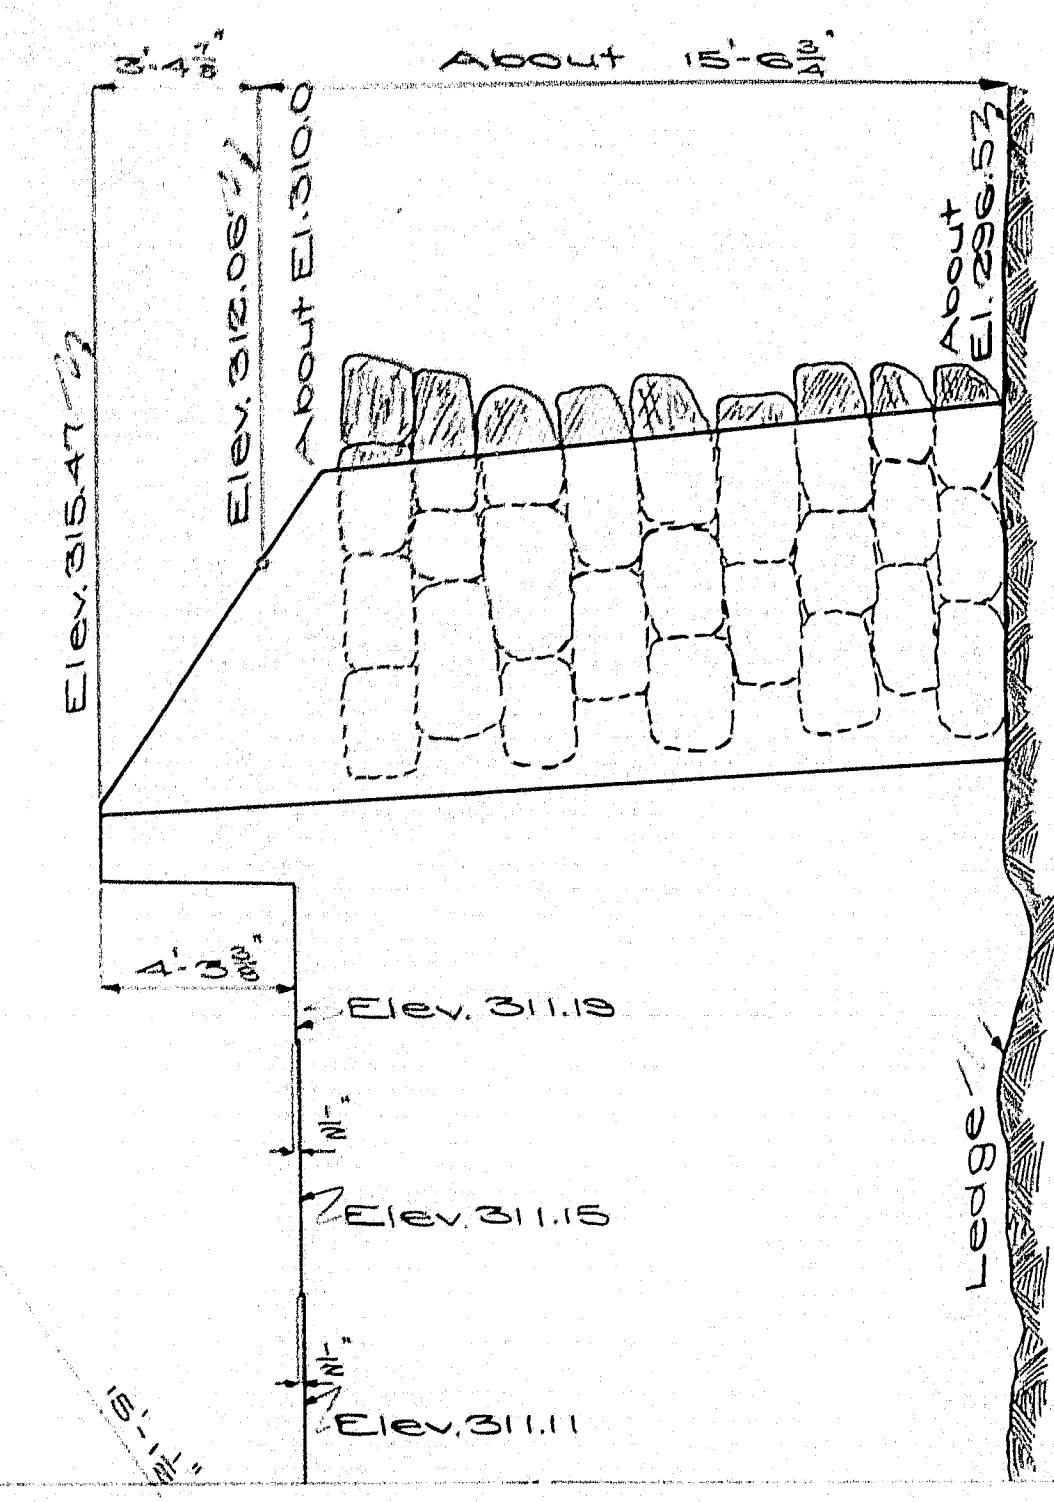 3'-4 7/8"
About 15'-6 3/4"
Elev. 315.47
Elev. 312.06
About El. 310.0
About
El. 296.53
4'-3 3/8"
Elev. 311.19
1/2"
Elev. 311.15
1/2"
Elev. 311.11
Ledge
15'-1 1/2"